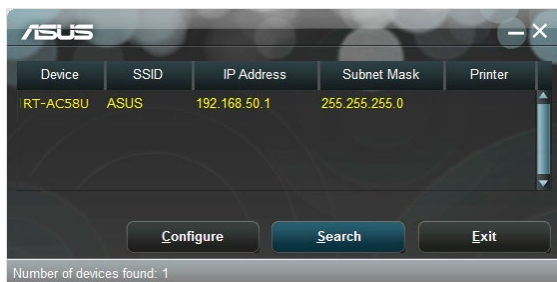 ASUS
Device SSID IP Address Subnet Mask Printer
RT-AC58U ASUS 192.168.50.1 255.255.255.0
Configure Search Exit
Number of devices found: 1